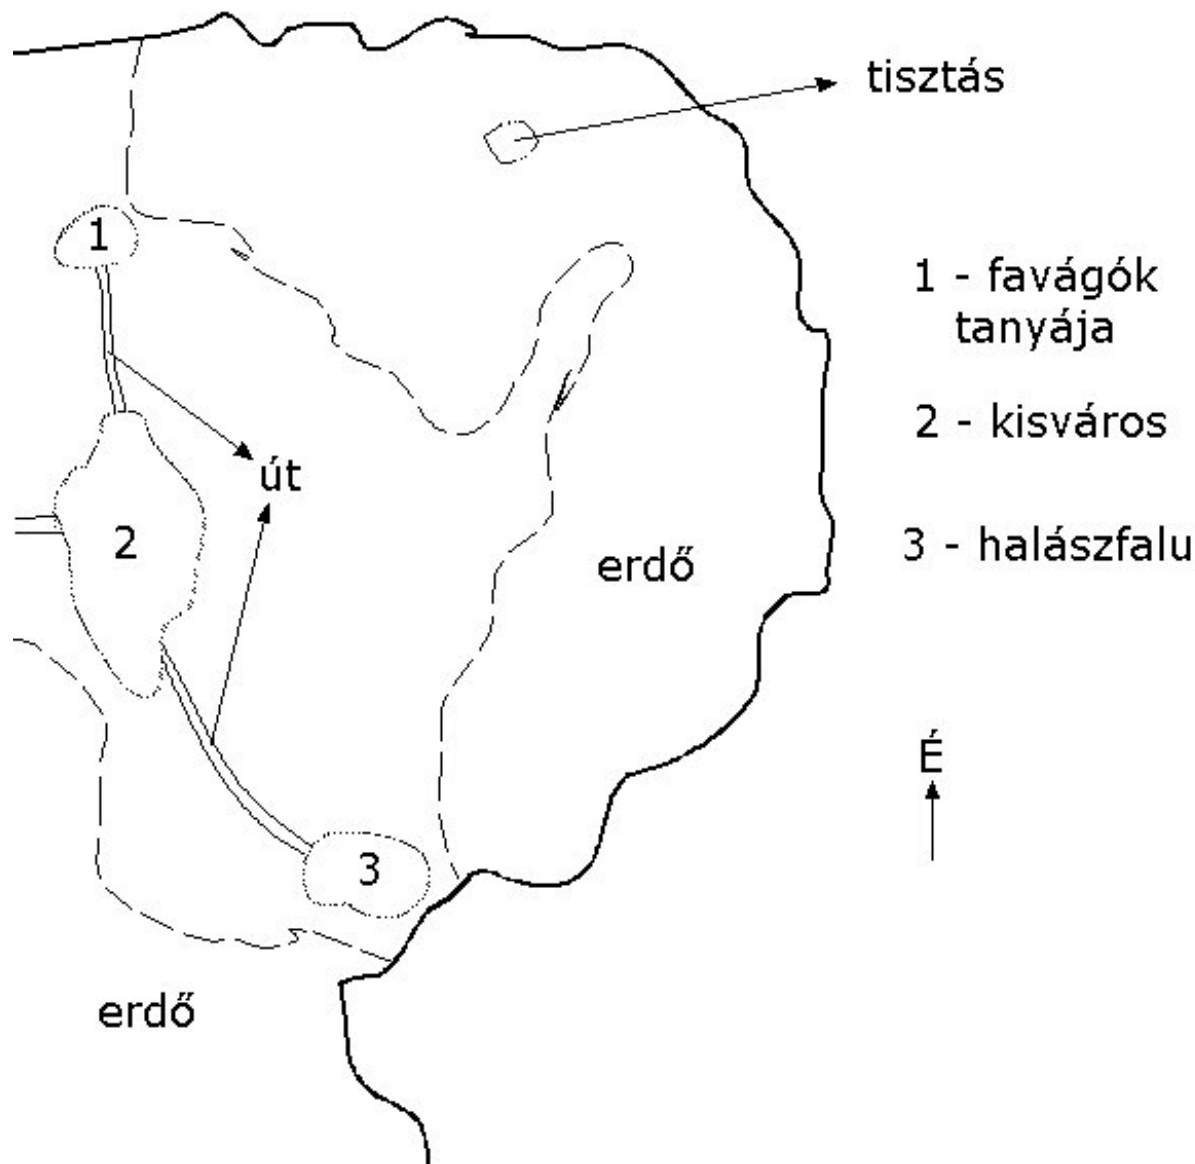 tisztás
1
1 - favágók
tanyája
2 - kisváros
út
2
3 - halászfalu
erdő
É
3
erdő